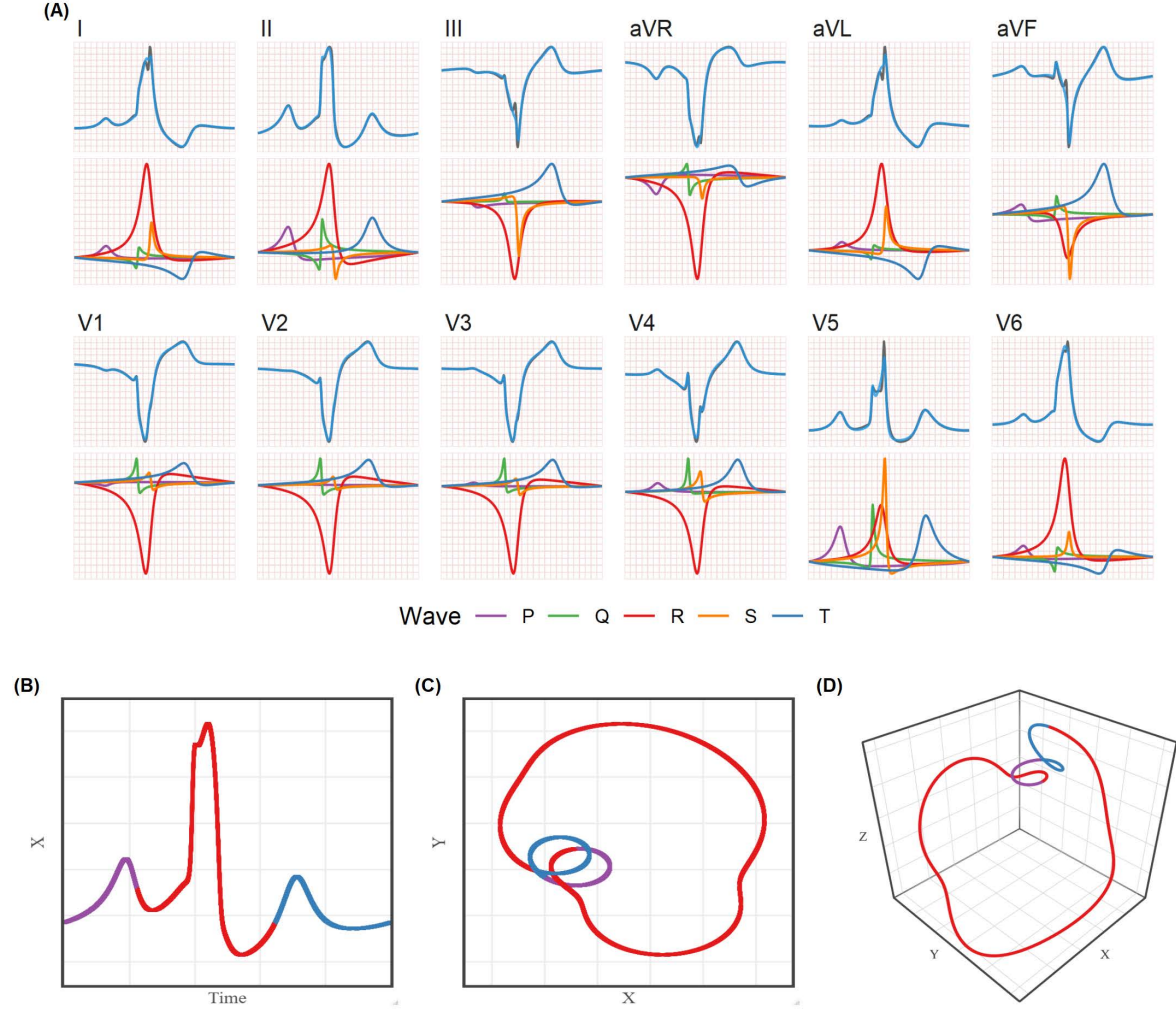 (A)
I II III aVR aVL aVF
V1 V2 V3 V4 V5 V6
Wave P Q R S T
(B) (C) (D)
X Y Z
Y X
Time X